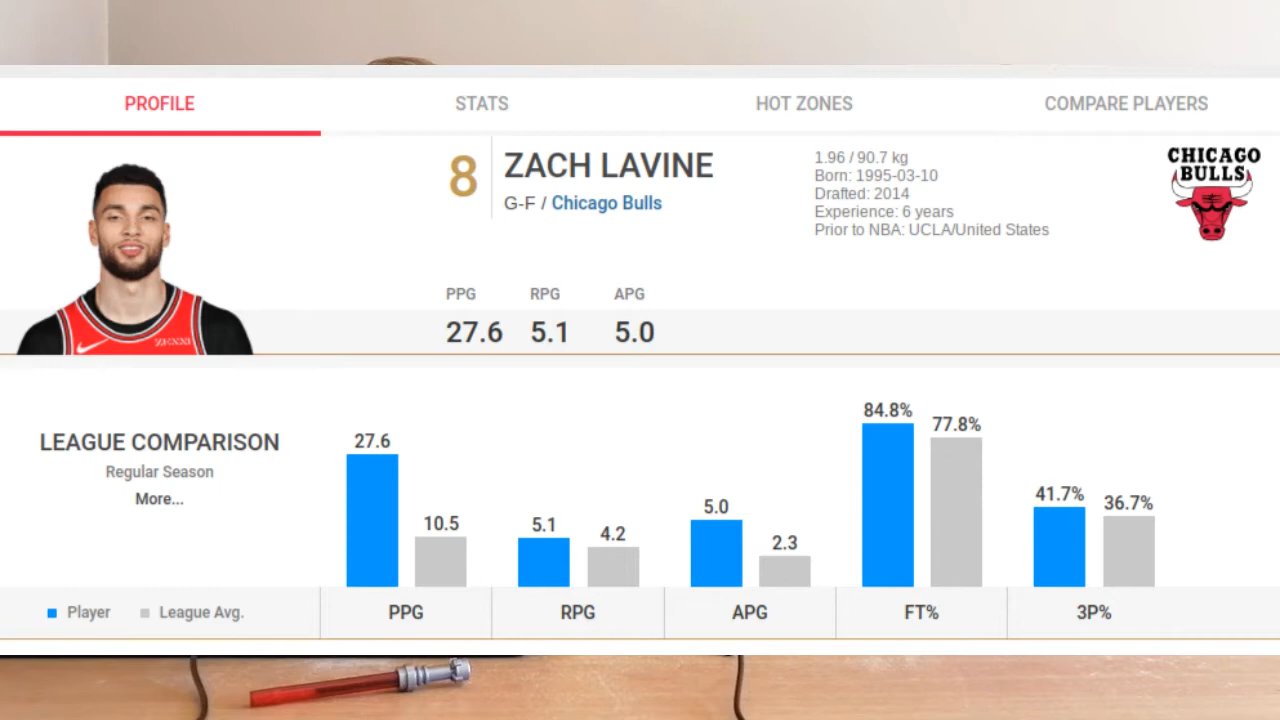 PROFILE
STATS
HOT ZONES
COMPARE PLAYERS
8
ZACH LAVINE
G-F / Chicago Bulls
1.96 / 90.7 kg
Born: 1995-03-10
Drafted: 2014
Experience: 6 years
Prior to NBA: UCLA/United States
CHICAGO
BULLS
PPG
RPG
APG
27.6
5.1
5.0
LEAGUE COMPARISON
Regular Season
More...
27.6
10.5
5.1
4.2
5.0
2.3
84.8%
77.8%
41.7%
36.7%
Player
League Avg.
PPG
RPG
APG
FT%
3P%